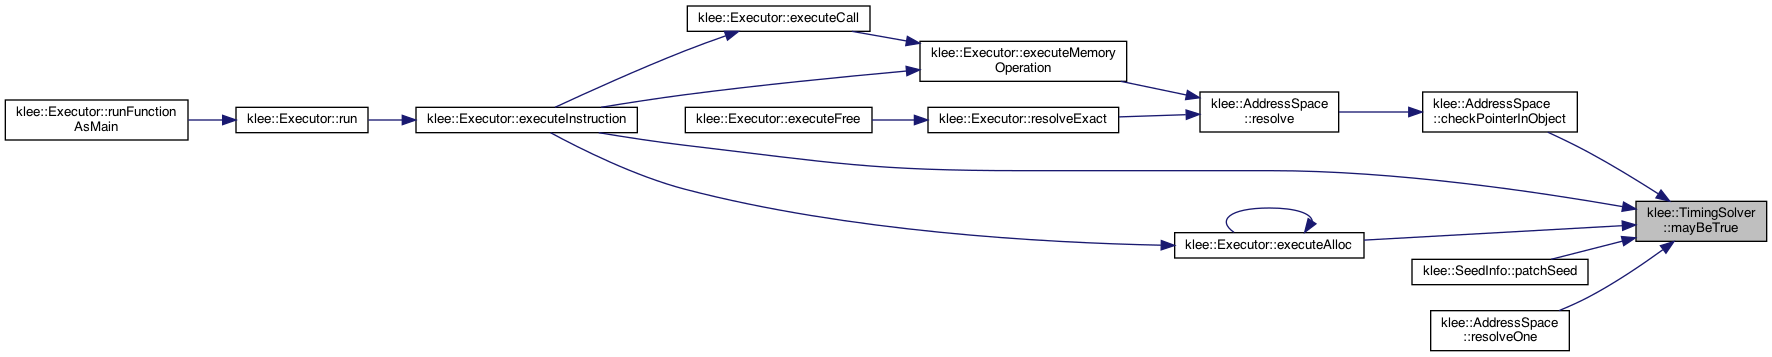 klee::Executor::executeCall
klee::Executor::executeMemory
Operation
klee::Executor::runFunction
AsMain
klee::Executor::run
klee::Executor::executeInstruction
klee::Executor::executeFree
klee::Executor::resolveExact
klee::AddressSpace
::resolve
klee::AddressSpace
::checkPointerInObject
klee::TimingSolver
::mayBeTrue
klee::Executor::executeAlloc
klee::SeedInfo::patchSeed
klee::AddressSpace
::resolveOne